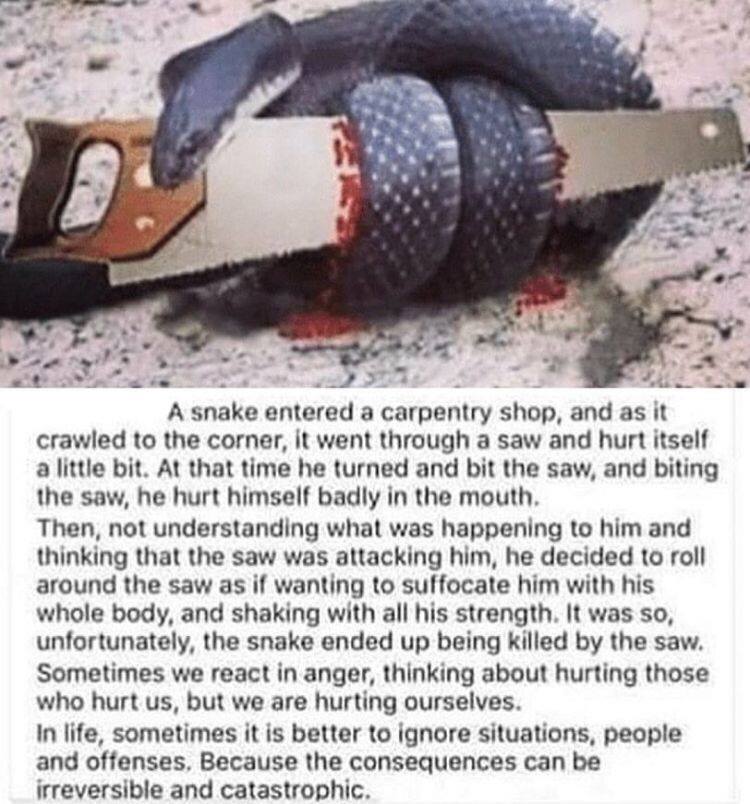 A snake entered a carpentry shop, and as it
crawled to the corner, it went through a saw and hurt itself
a little bit. At that time he turned and bit the saw, and biting
the saw, he hurt himself badly in the mouth.
Then, not understanding what was happening to him and
thinking that the saw was attacking him, he decided to roll
around the saw as if wanting to suffocate him with his
whole body, and shaking with all his strength. It was so,
unfortunately, the snake ended up being killed by the saw.
Sometimes we react in anger, thinking about hurting those
who hurt us, but we are hurting ourselves.
In life, sometimes it is better to ignore situations, people
and offenses. Because the consequences can be
irreversible and catastrophic.